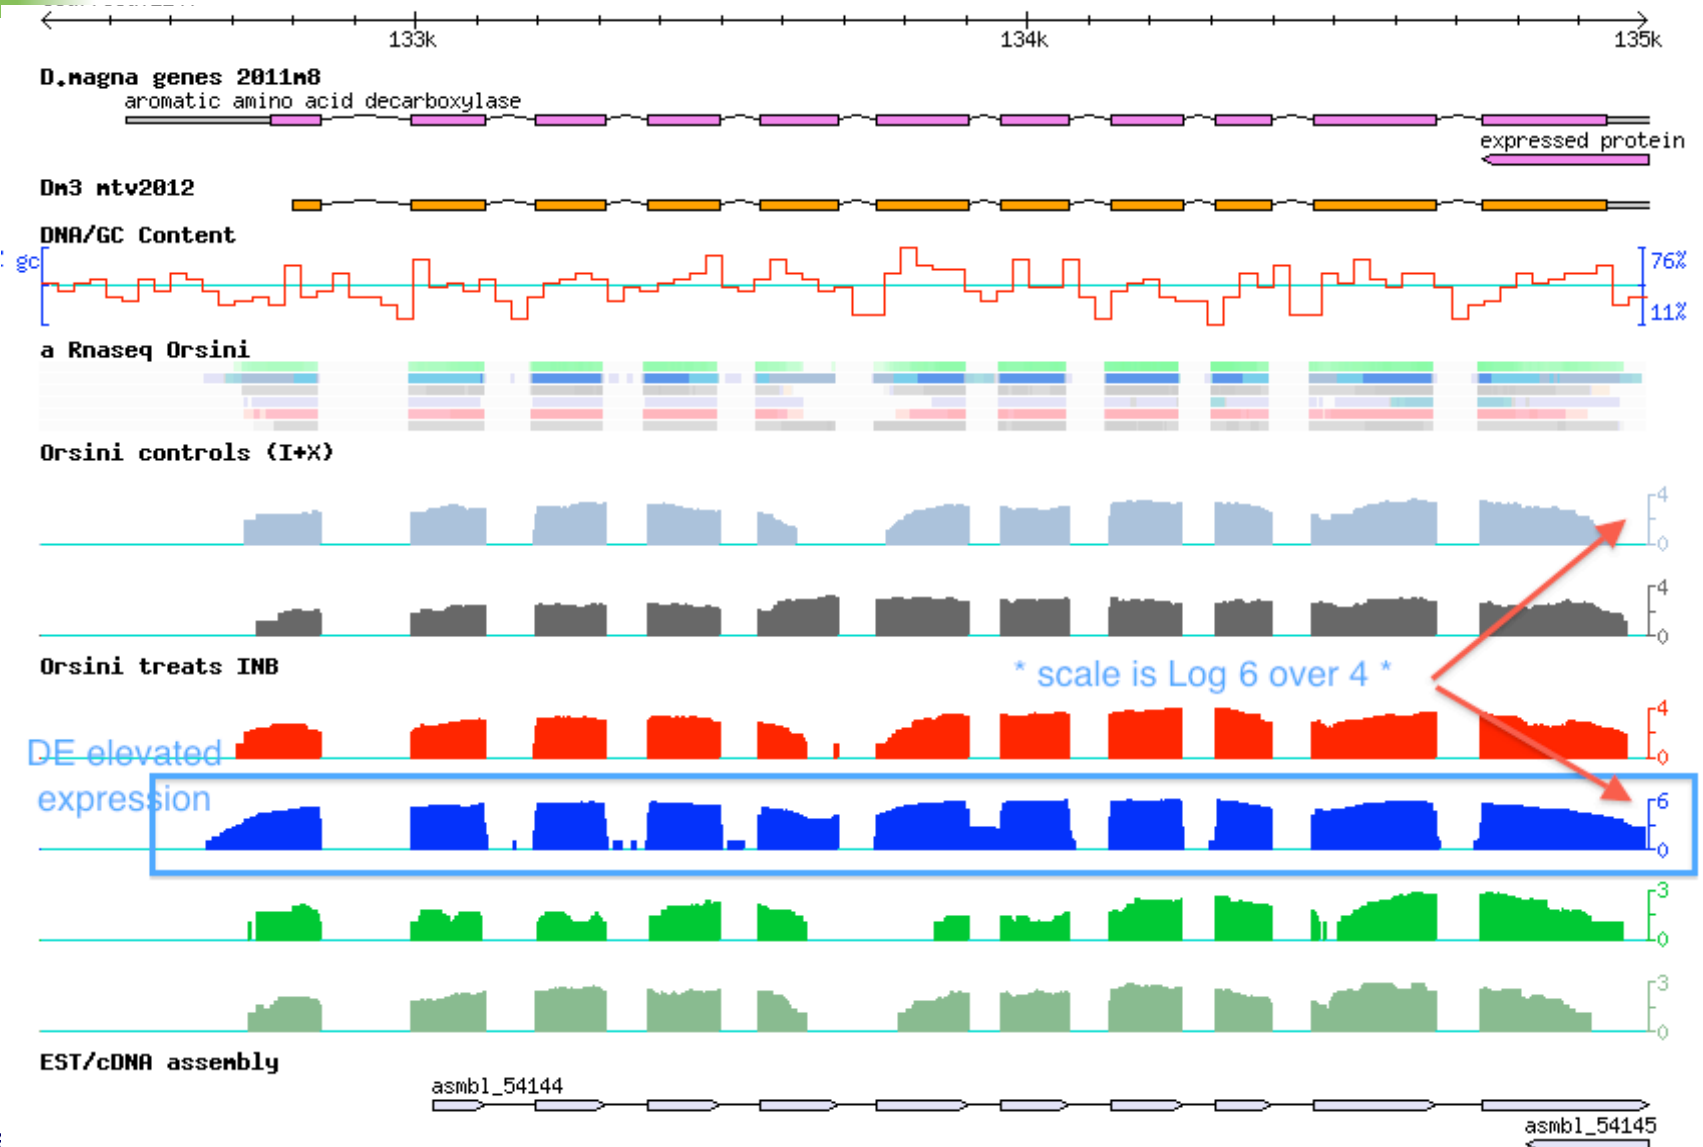 133k 134k 135k
D.magna genes 2011m8
aromatic amino acid decarboxylase
expressed protein
Dm3 mtv2012
DNA/GC Content
gc 76%
11%
a Rnaseq Orsini
Orsini controls (I+X)
4
0
4
0
Orsini treats INB
* scale is Log 6 over 4 *
4
0
DE elevated
expression
6
0
3
0
3
0
EST/cDNA assembly
asmbl_54144
asmbl_54145